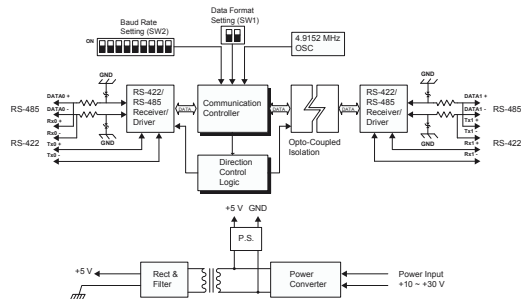 Baud Rate
Setting (SW2)
Data Format
Setting (SW1)
ON
4.9152 MHz
OSC
GND
DATA0 +
DATA0 -
Rx0 +
Rx0 -
Tx0 +
Tx0 -
GND
RS-485
RS-422
RS-422/
RS-485
Receiver/
Driver
DATA
Communication
Controller
DATA
Opto-Coupled
Isolation
DATA
RS-422/
RS-485
Receiver/
Driver
GND
DATA1 +
DATA1 -
Tx1 +
Tx1 -
Rx1 +
Rx1 -
GND
RS-485
RS-422
Direction
Control
Logic
+5 V GND
P.S.
+5 V
Rect &
Filter
Power
Converter
Power Input
+10 ~ +30 V